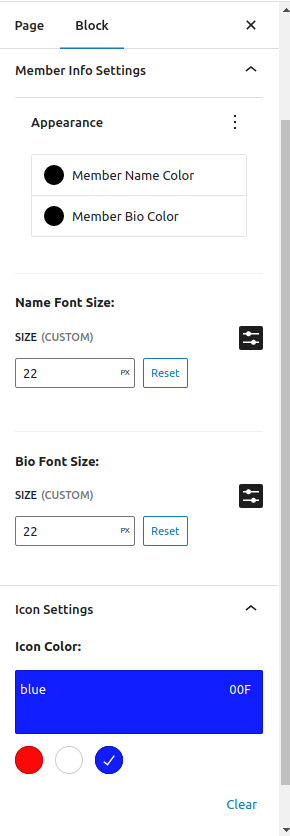 Page Block
Member Info Settings
Appearance
Member Name Color
Member Bio Color
Name Font Size:
SIZE (CUSTOM)
22 PX Reset
Bio Font Size:
SIZE (CUSTOM)
22 PX Reset
Icon Settings
Icon Color:
blue 00F
Clear